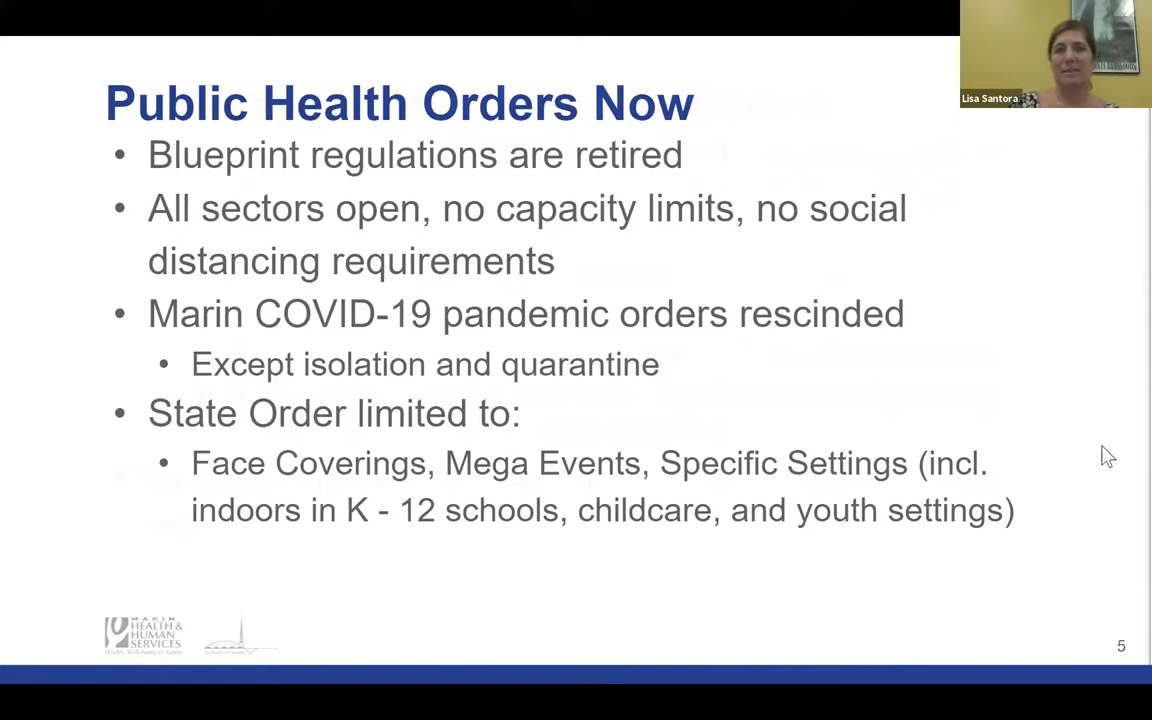 Lisa Santora
Public Health Orders Now
• Blueprint regulations are retired
• All sectors open, no capacity limits, no social
distancing requirements
• Marin COVID-19 pandemic orders rescinded
• Except isolation and quarantine
• State Order limited to:
• Face Coverings, Mega Events, Specific Settings (incl.
indoors in K - 12 schools, childcare, and youth settings)
MARIN
HEALTH &
HUMAN
SERVICES
5